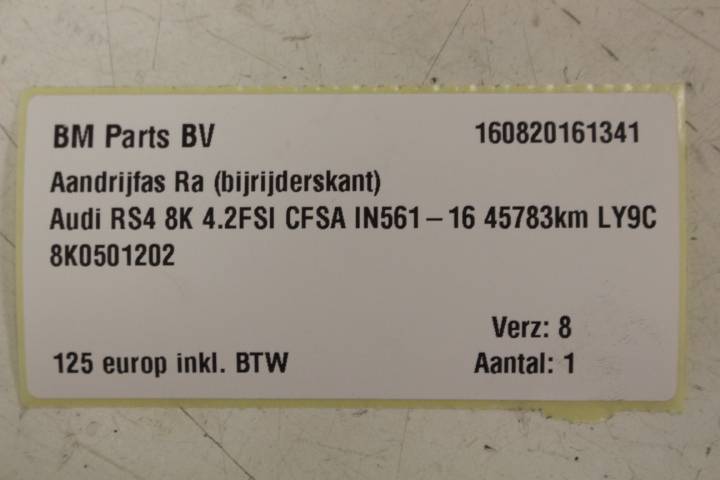 BM Parts BV 160820161341
Aandrijfas Ra (bijrijderskant)
Audi RS4 8K 4.2FSI CFSA IN561-16 45783km LY9C
8K0501202
Verz: 8
125 europ inkl. BTW Aantal: 1